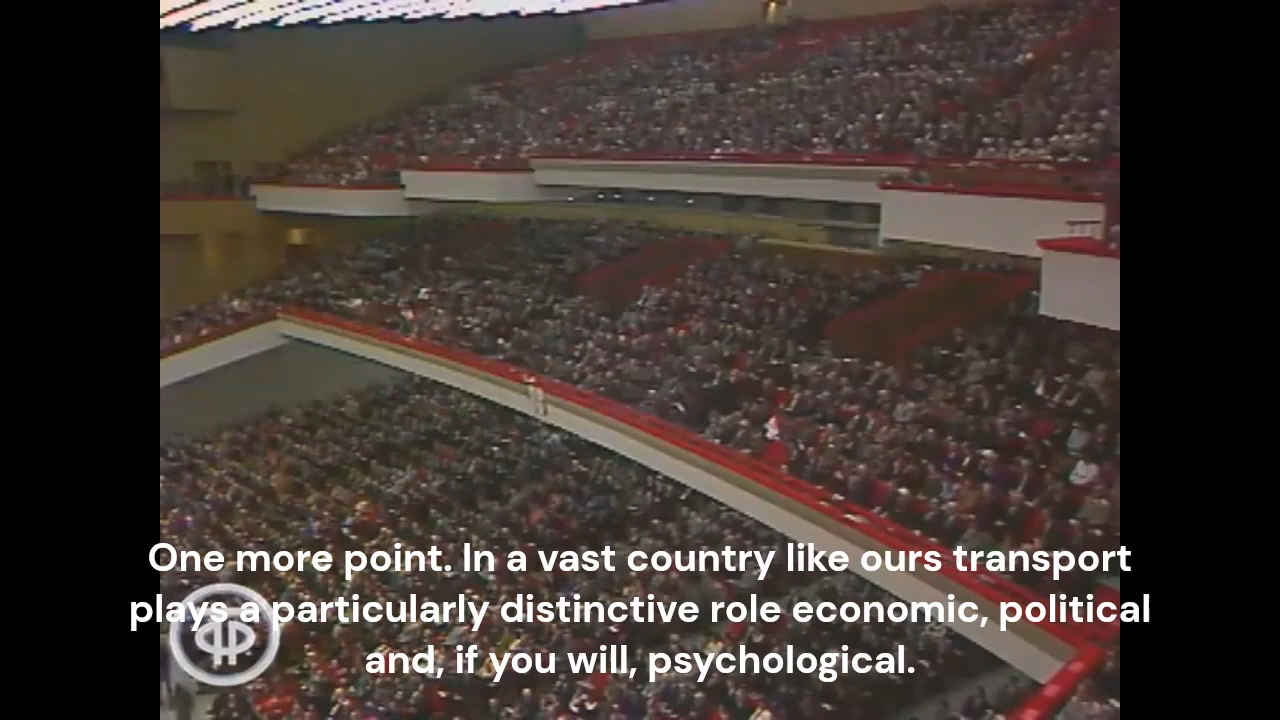 One more point. In a vast country like ours transport
plays a particularly distinctive role economic, political
and, if you will, psychological.